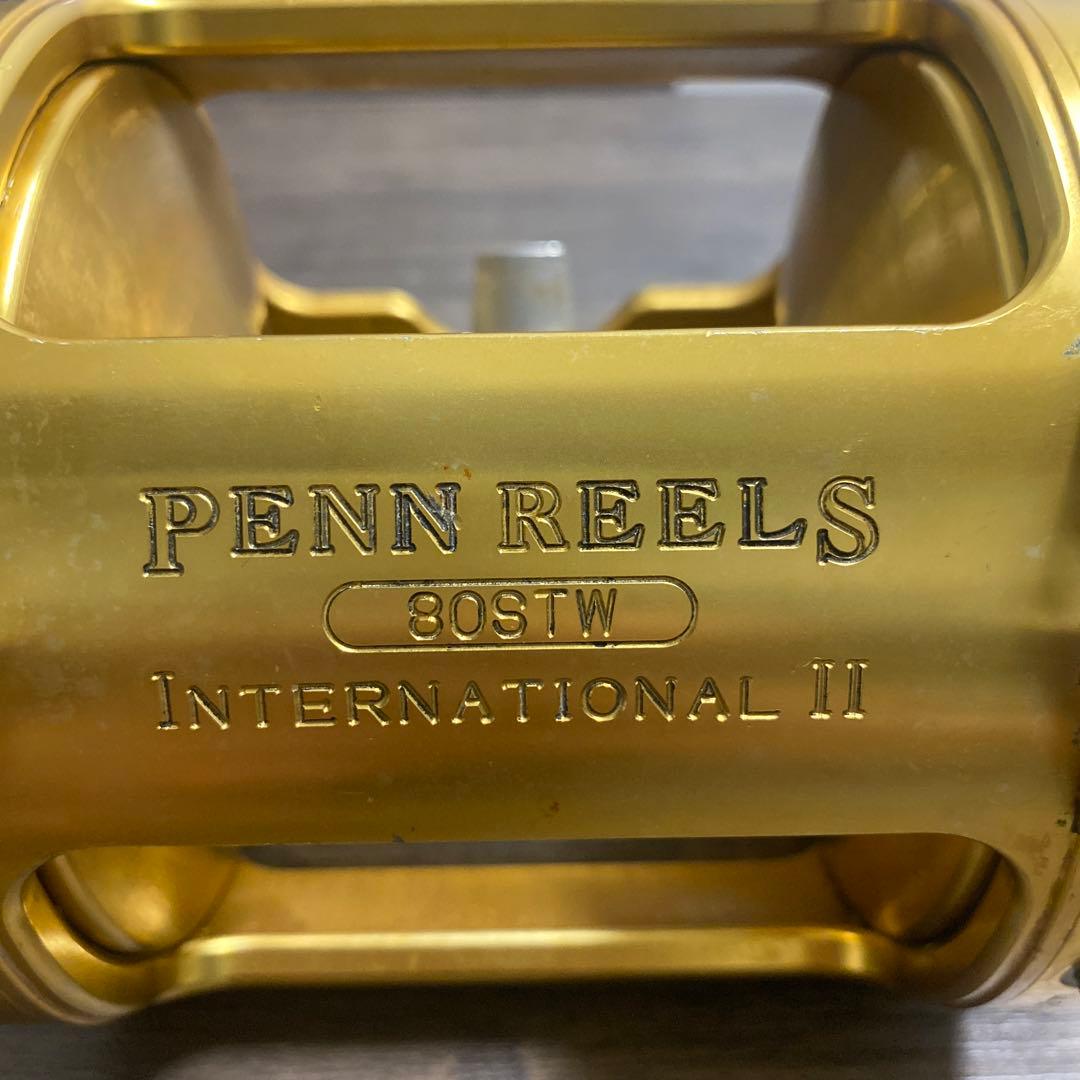 PENN REELS
80STW
INTERNATIONAL II